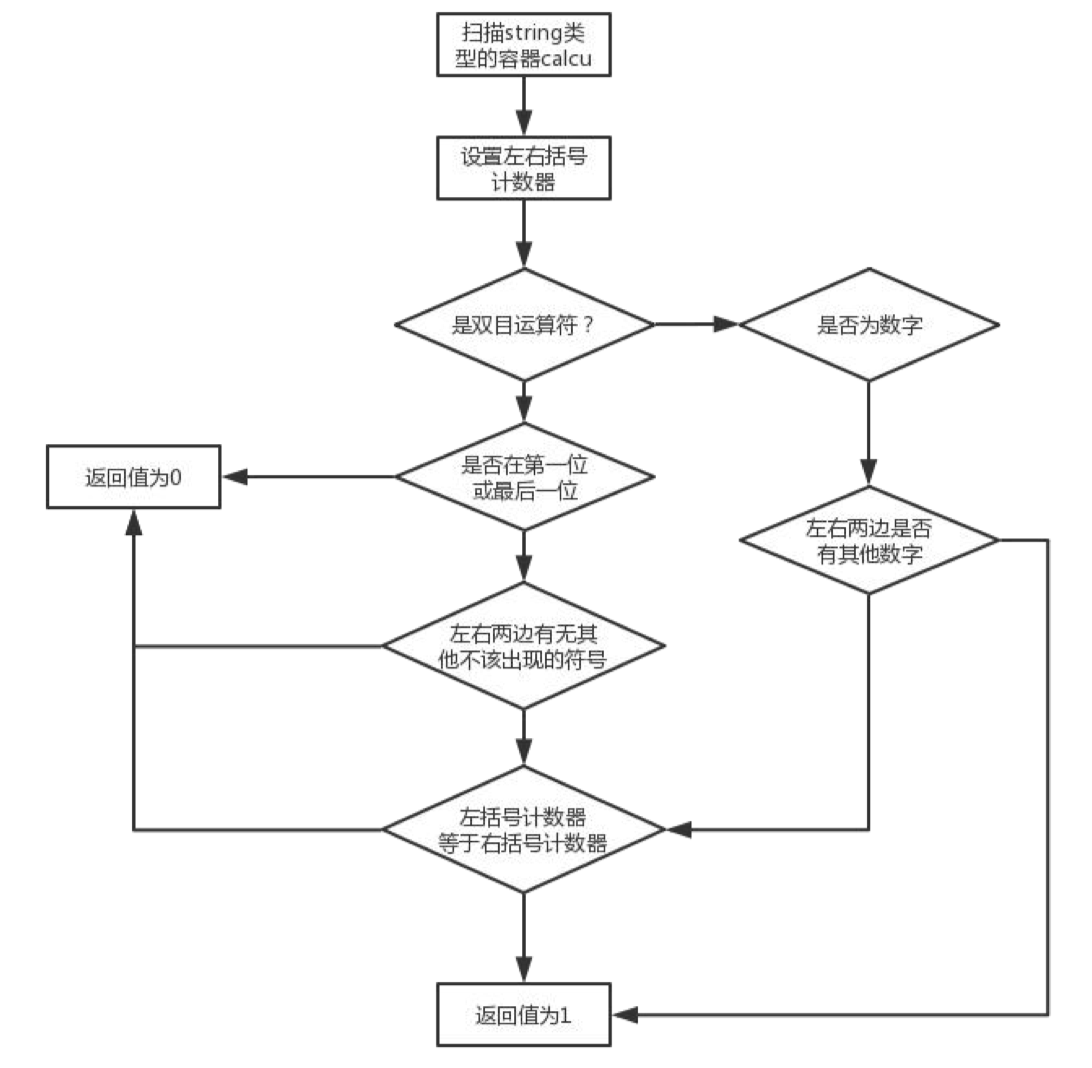 扫描string类
型的容器calcu
设置左右括号
计数器
是双目运算符？
是否为数字
是否在第一位
或最后一位
返回值为0
左右两边是否
有其他数字
左右两边有无其
他不该出现的符号
左括号计数器
等于右括号计数器
返回值为1